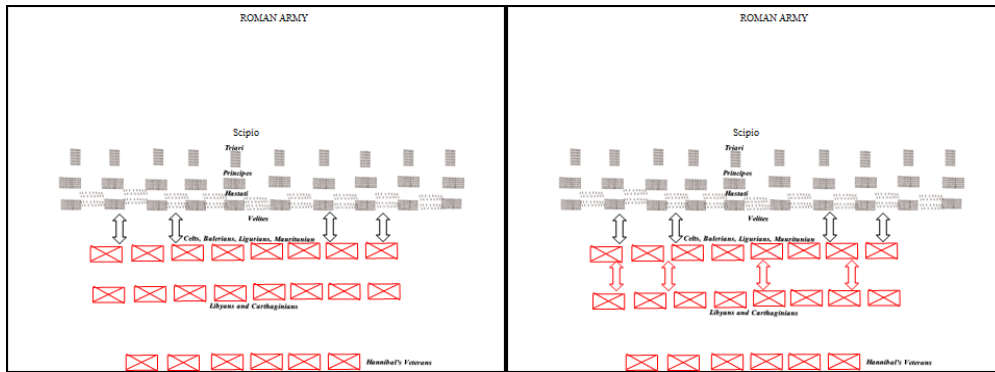 ROMAN ARMY
Scipio
Triari
Principes
Hastati
Velites
Celts, Balerians, Ligurians, Mauritanian
Libyans and Carthaginians
Hannibal's Veterans
ROMAN ARMY
Scipio
Triari
Principes
Hastati
Velites
Celts, Balerians, Ligurians, Mauritanian
Libyans and Carthaginians
Hannibal's Veterans